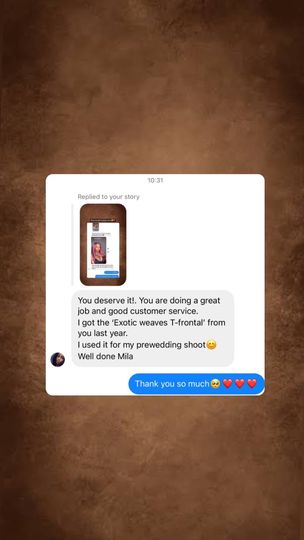 10:31
Replied to your story
You deserve it!. You are doing a great
job and good customer service.
I got the ‘Exotic weaves T-frontal’ from
you last year.
I used it for my prewedding shoot😊
Well done Mila
Thank you so much🥺❤️❤️❤️